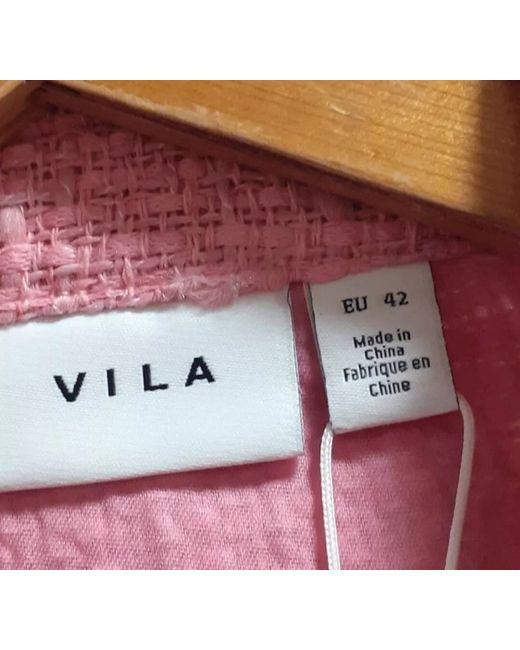 VILA
EU 42
Made in
China
Fabrique en
Chine